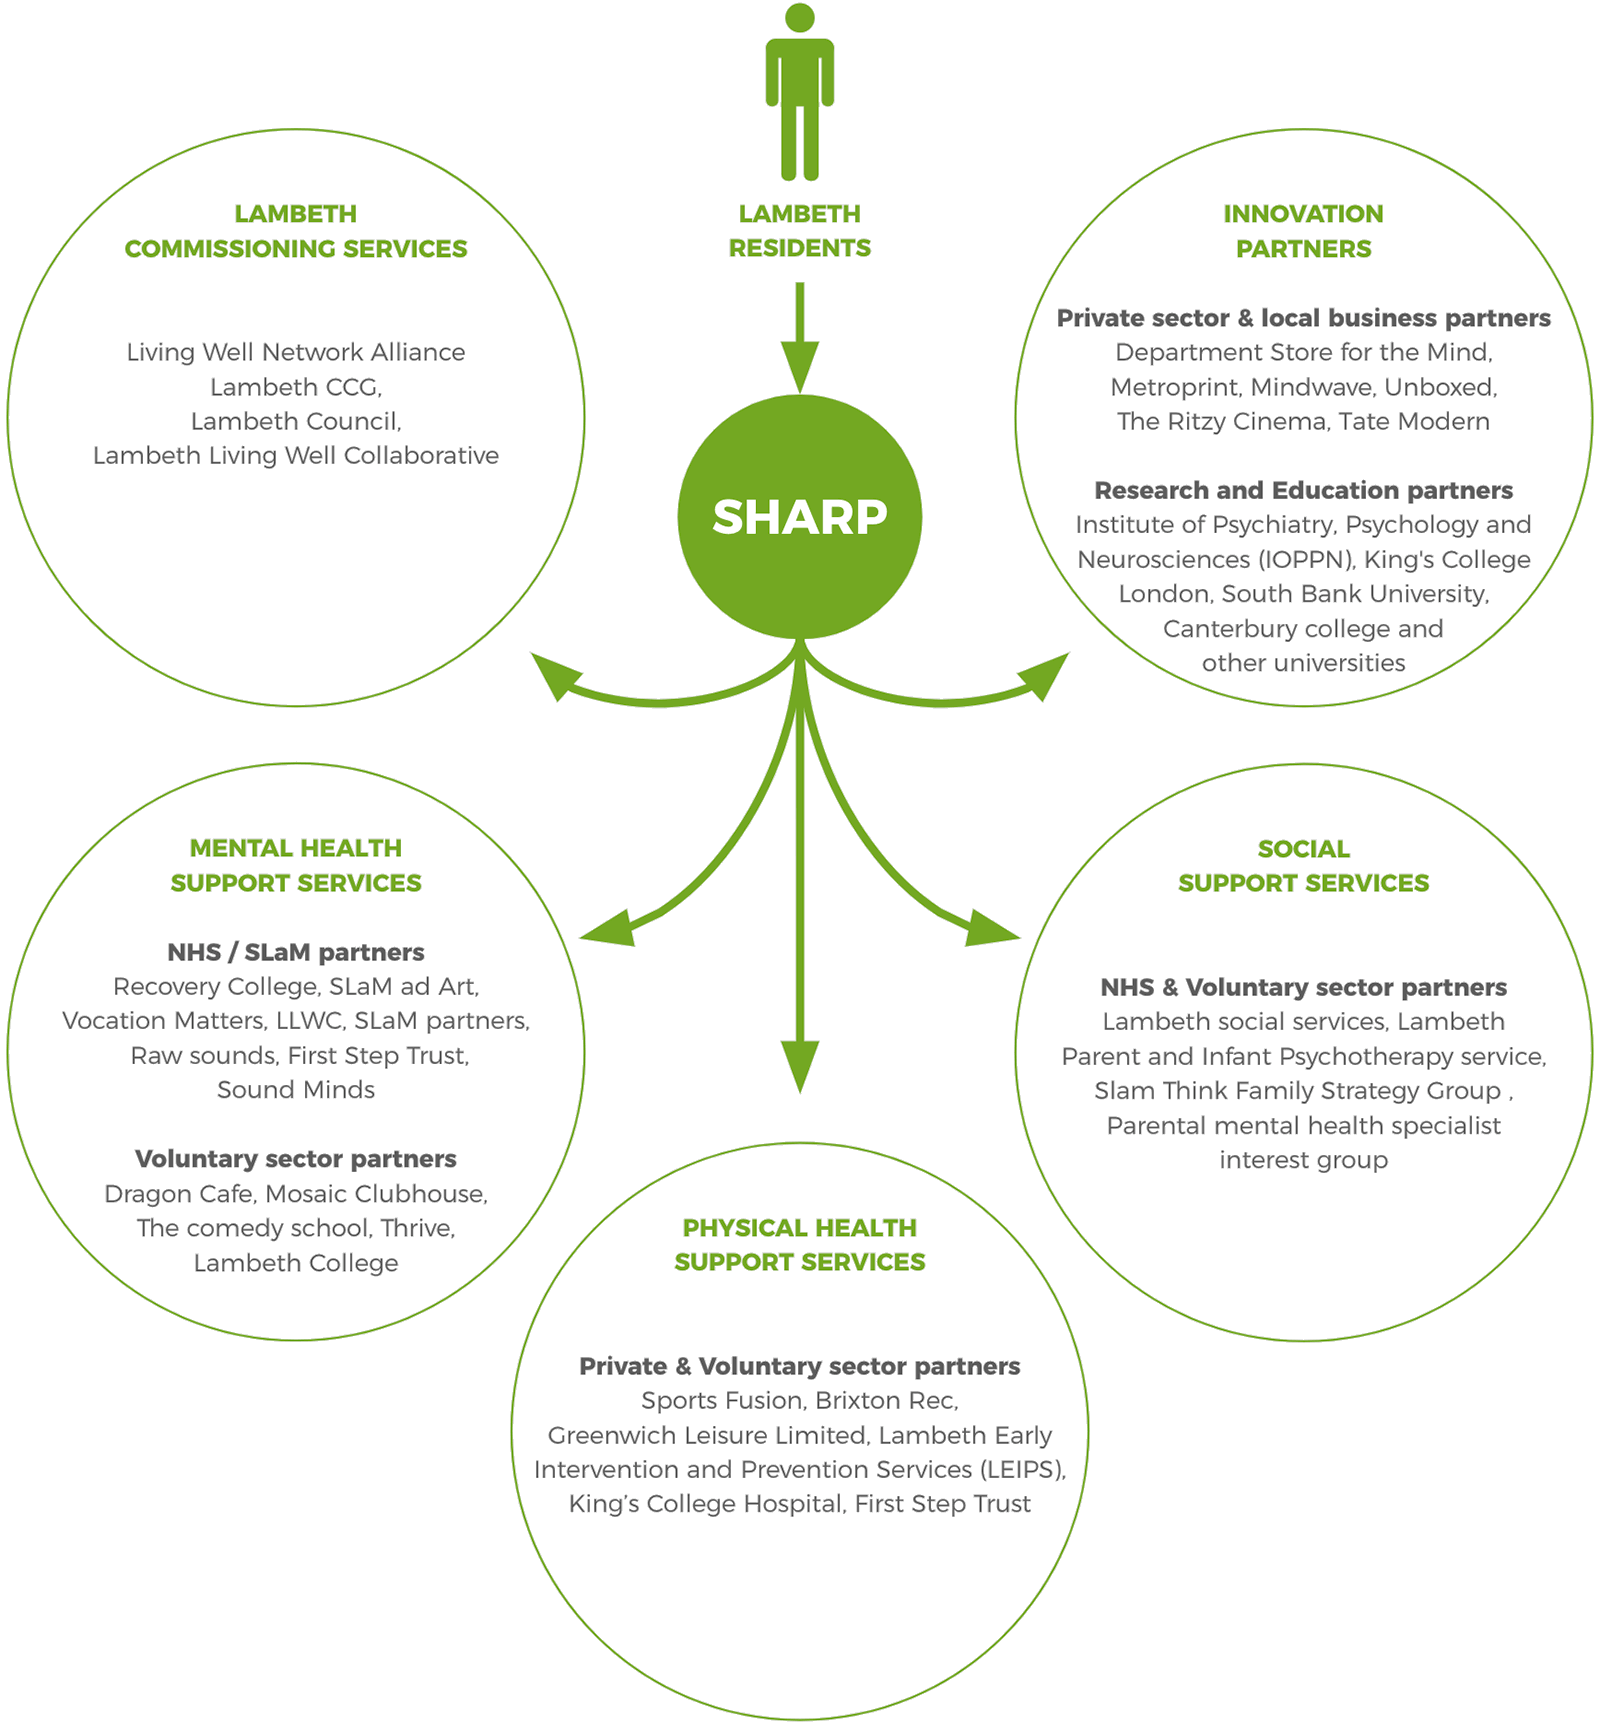 LAMBETH
RESIDENTS
SHARP
LAMBETH
COMMISSIONING SERVICES
Living Well Network Alliance
Lambeth CCG,
Lambeth Council,
Lambeth Living Well Collaborative
INNOVATION
PARTNERS
Private sector & local business partners
Department Store for the Mind,
Metroprint, Mindwave, Unboxed,
The Ritzy Cinema, Tate Modern
Research and Education partners
Institute of Psychiatry, Psychology and
Neurosciences (IOPPN), King's College
London, South Bank University,
Canterbury college and
other universities
MENTAL HEALTH
SUPPORT SERVICES
NHS / SLaM partners
Recovery College, SLaM ad Art,
Vocation Matters, LLWC, SLaM partners,
Raw sounds, First Step Trust,
Sound Minds
Voluntary sector partners
Dragon Cafe, Mosaic Clubhouse,
The comedy school, Thrive,
Lambeth College
SOCIAL
SUPPORT SERVICES
NHS & Voluntary sector partners
Lambeth social services, Lambeth
Parent and Infant Psychotherapy service,
Slam Think Family Strategy Group ,
Parental mental health specialist
interest group
PHYSICAL HEALTH
SUPPORT SERVICES
Private & Voluntary sector partners
Sports Fusion, Brixton Rec,
Greenwich Leisure Limited, Lambeth Early
Intervention and Prevention Services (LEIPS),
King’s College Hospital, First Step Trust